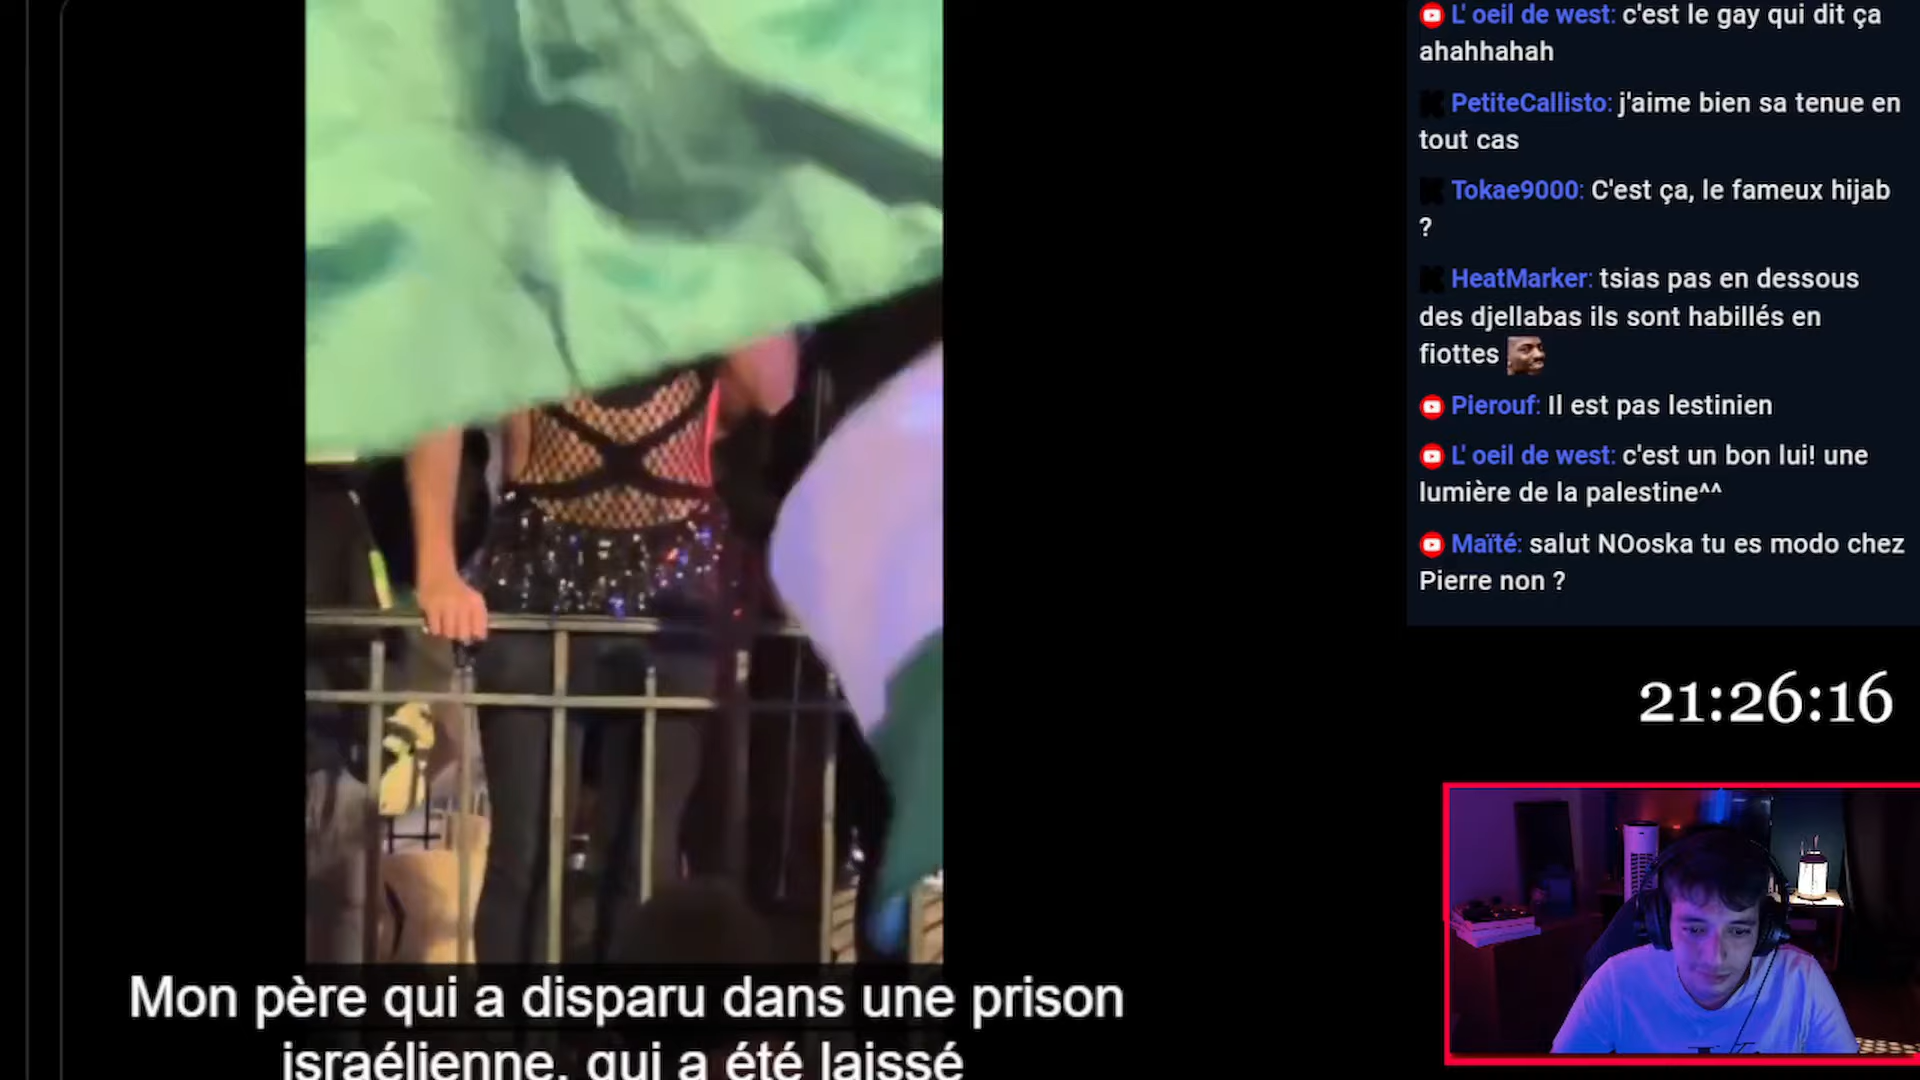 L' oeil de west: c'est le gay qui dit ça
ahahhahah
PetiteCallisto: j'aime bien sa tenue en
tout cas
Tokae9000: C'est ça, le fameux hijab
?
HeatMarker: tsias pas en dessous
des djellabas ils sont habillés en
fiottes
Pierouf: Il est pas lestinien
L' oeil de west: c'est un bon lui! une
lumière de la palestine^^
Maïté: salut NOoska tu es modo chez
Pierre non ?
21:26:16
Mon père qui a disparu dans une prison
israélienne, qui a été laissé